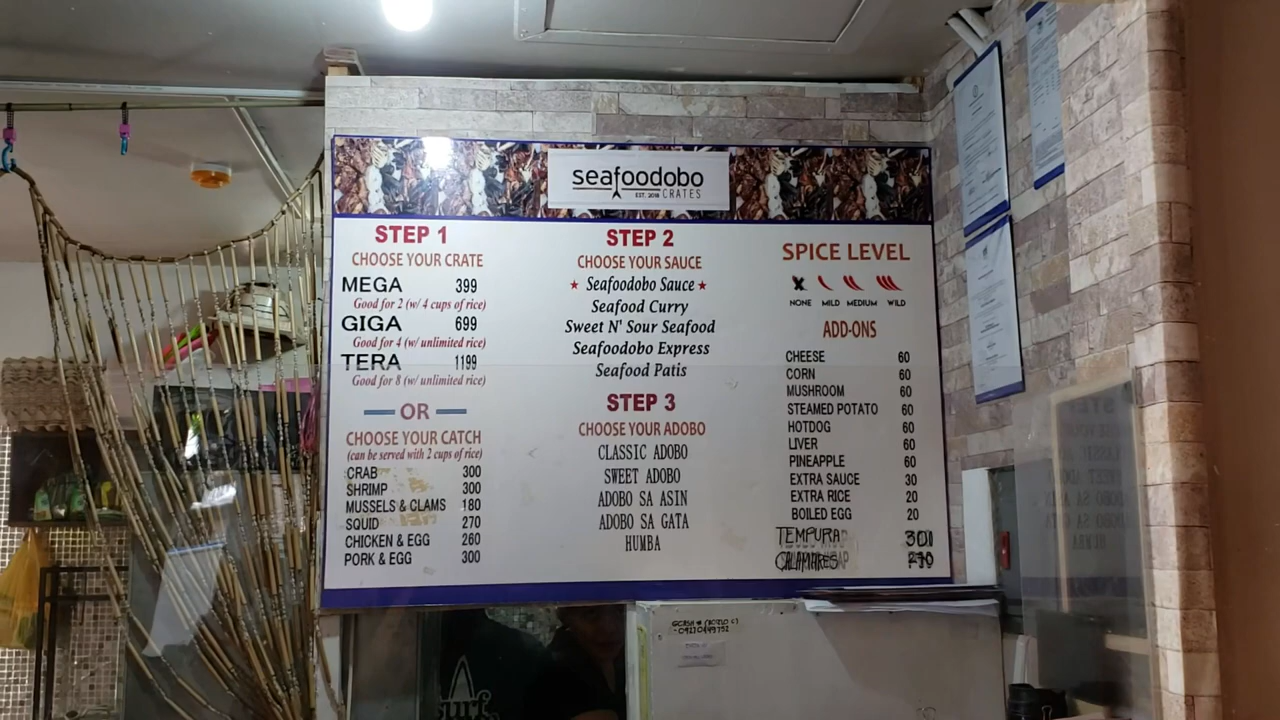 seafoodobo
EST. 2018 CRATES
STEP 1
CHOOSE YOUR CRATE
MEGA 399
Good for 2 (w/ 4 cups of rice)
GIGA 699
Good for 4 (w/ unlimited rice)
TERA 1199
Good for 8 (w/ unlimited rice)
OR
CHOOSE YOUR CATCH
(can be served with 2 cups of rice)
CRAB 300
SHRIMP 300
MUSSELS & CLAMS 180
SQUID 270
CHICKEN & EGG 260
PORK & EGG 300
STEP 2
CHOOSE YOUR SAUCE
★ Seafoodobo Sauce ★
Seafood Curry
Sweet N' Sour Seafood
Seafoodobo Express
Seafood Patis
STEP 3
CHOOSE YOUR ADOBO
CLASSIC ADOBO
SWEET ADOBO
ADOBO SA ASIN
ADOBO SA GATA
HUMBA
SPICE LEVEL
NONE MILD MEDIUM WILD
ADD-ONS
CHEESE 60
CORN 60
MUSHROOM 60
STEAMED POTATO 60
HOTDOG 60
LIVER 60
PINEAPPLE 60
EXTRA SAUCE 30
EXTRA RICE 20
BOILED EGG 20
TEMPURA 301
CALAMARES
GCASH
surf